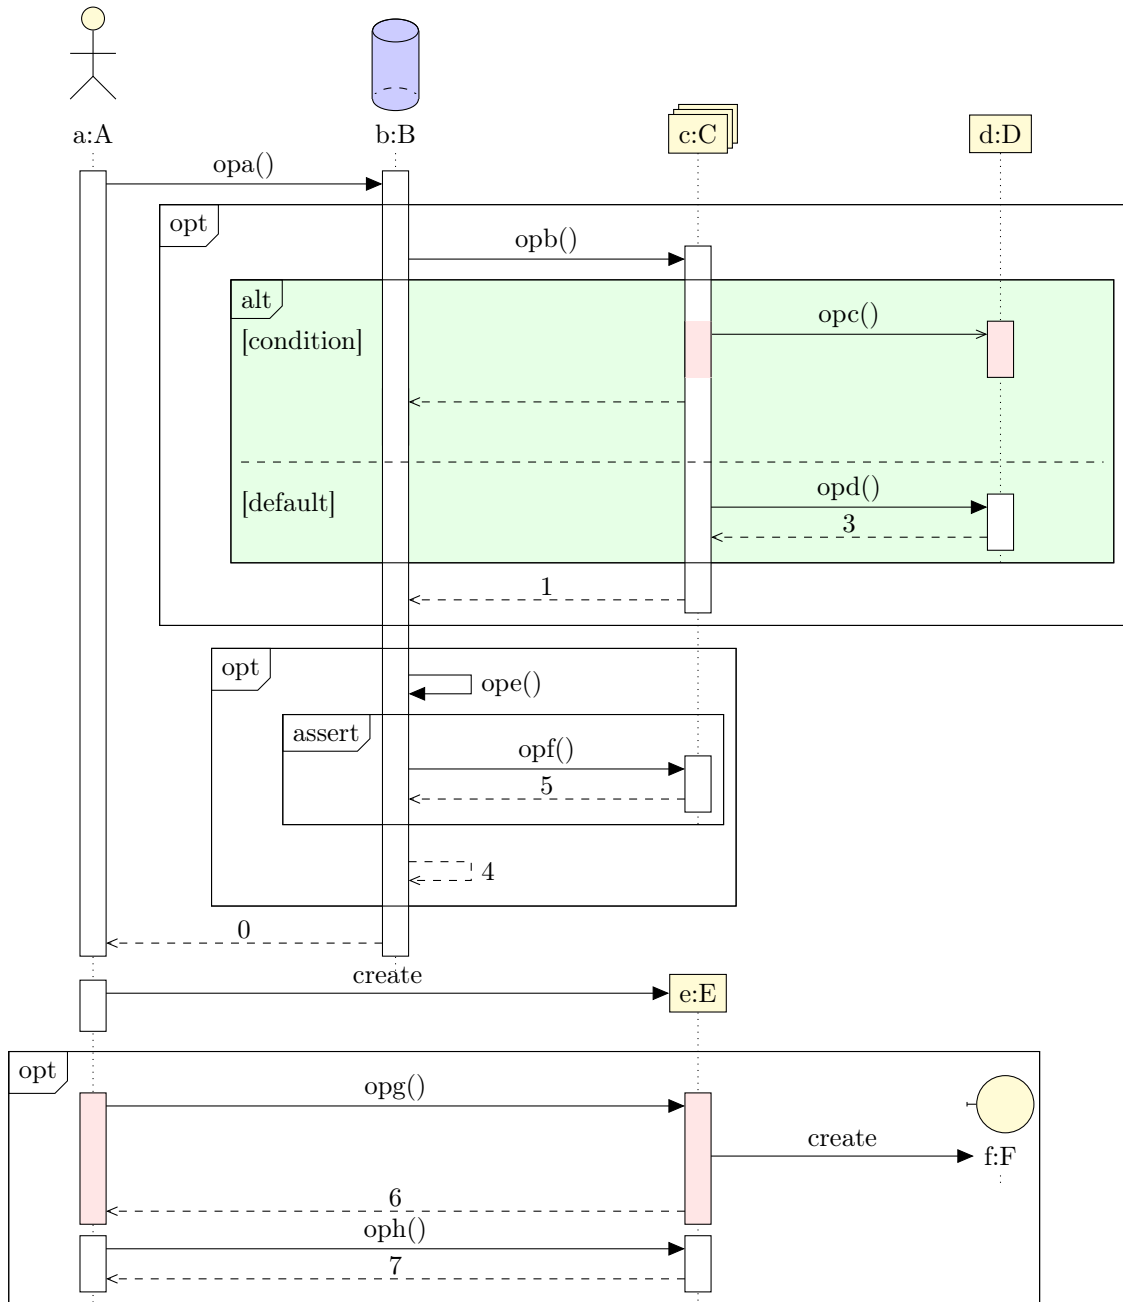 a:A
b:B
c:C
d:D
opa()
opt
opb()
alt
opc()
[condition]
opd()
[default]
3
1
opt
ope()
assert
opf()
5
4
0
create
e:E
opt
opg()
create
f:F
6
oph()
7